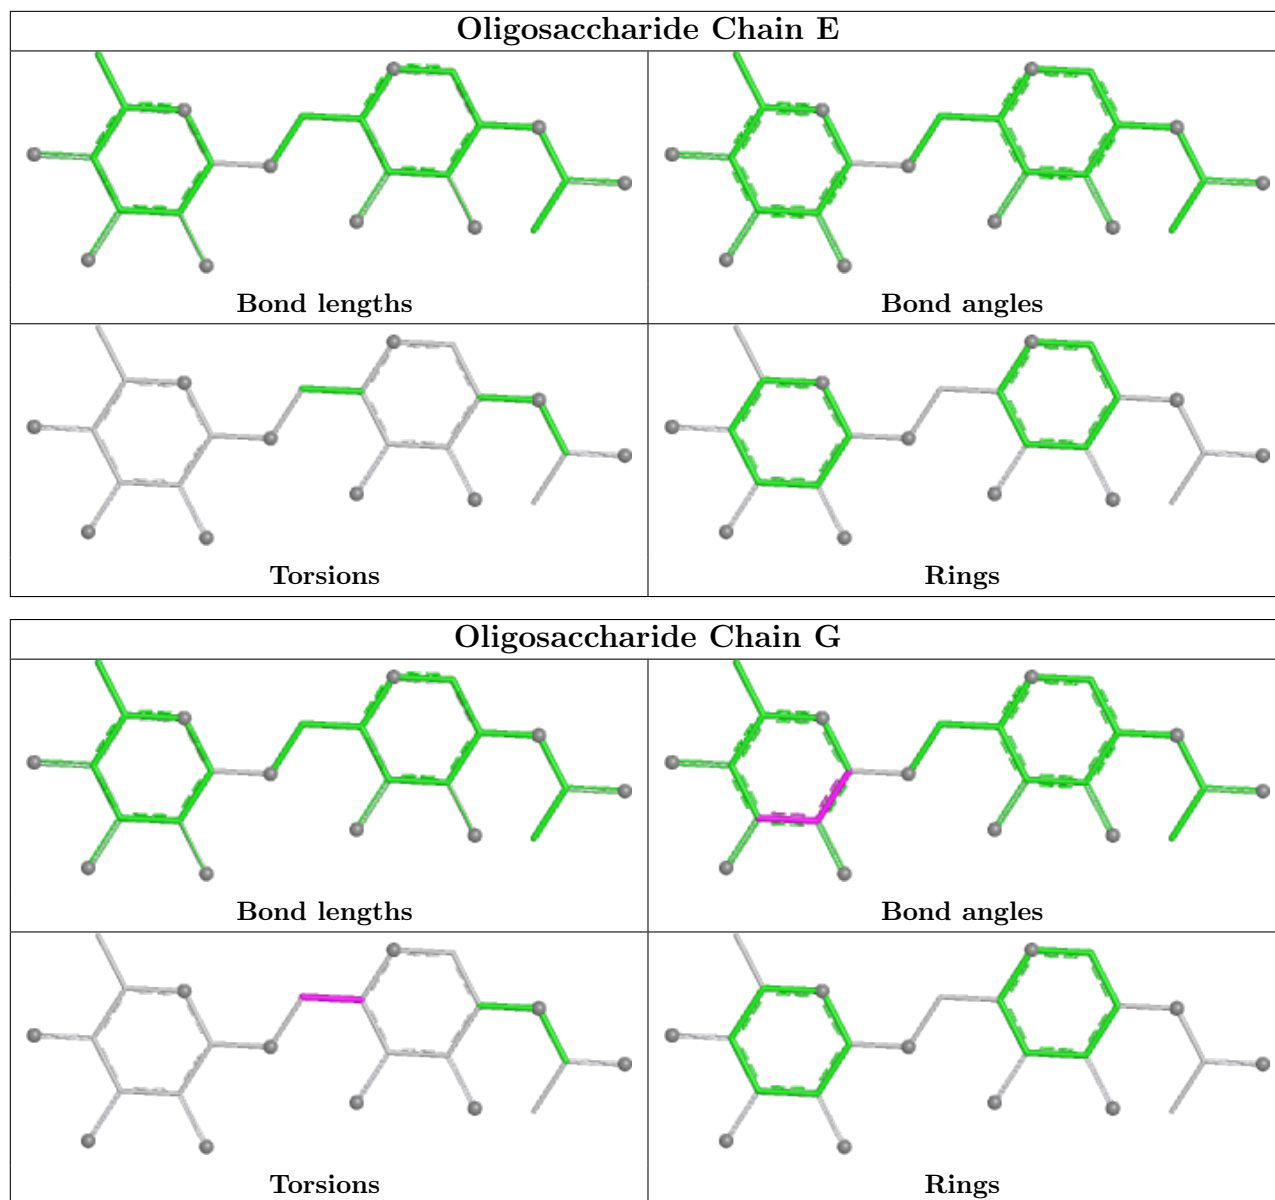 Oligosaccharide Chain E
Bond lengths
Bond angles
Torsions
Rings
Oligosaccharide Chain G
Bond lengths
Bond angles
Torsions
Rings